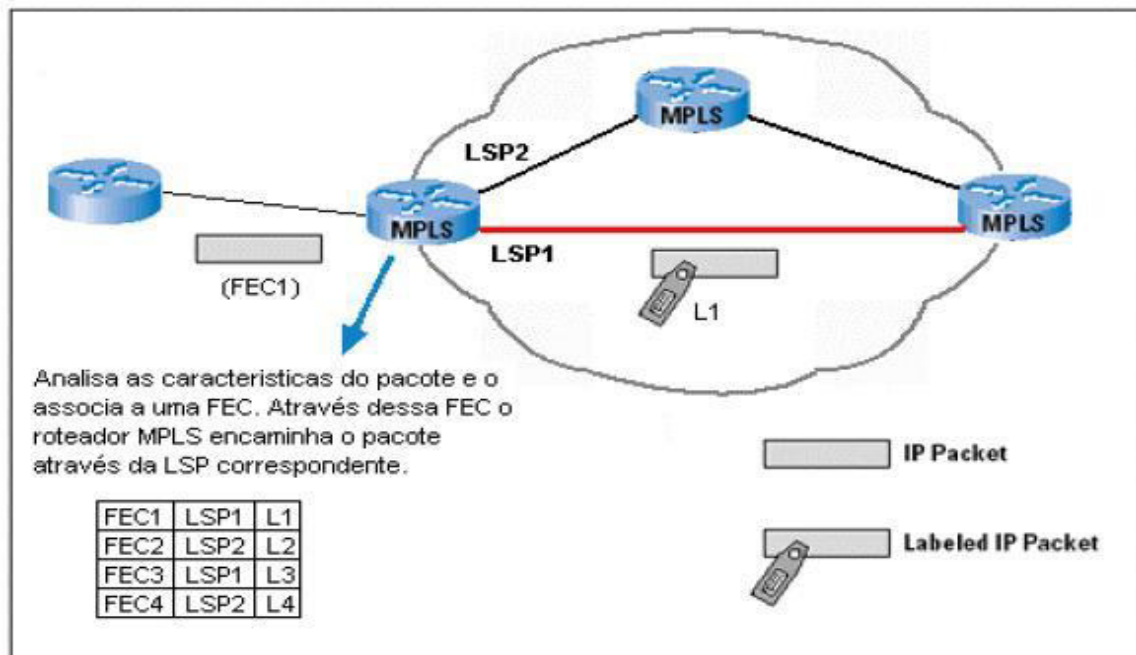 MPLS
LSP2
MPLS
MPLS
LSP1
(FEC1)
L1
Analisa as caracteristicas do pacote e o
associa a uma FEC. Através dessa FEC o
roteador MPLS encaminha o pacote
através da LSP correspondente.
IP Packet
FEC1 LSP1 L1
FEC2 LSP2 L2
FEC3 LSP1 L3
FEC4 LSP2 L4
Labeled IP Packet